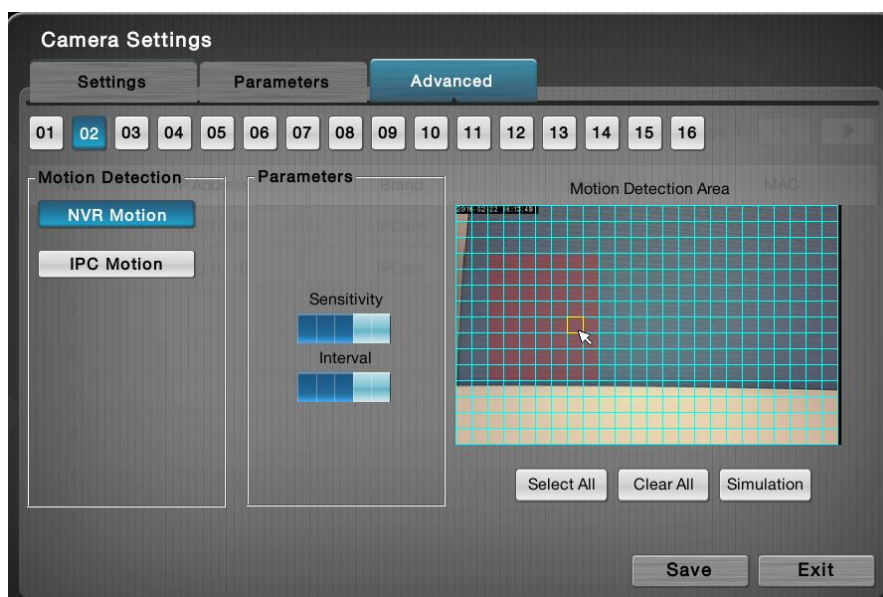 Camera Settings
Settings Parameters Advanced
01 02 03 04 05 06 07 08 09 10 11 12 13 14 15 16
Motion Detection Parameters Motion Detection Area MAC
NVR Motion
IPC Motion
Sensitivity
Interval
Select All Clear All Simulation
Save Exit